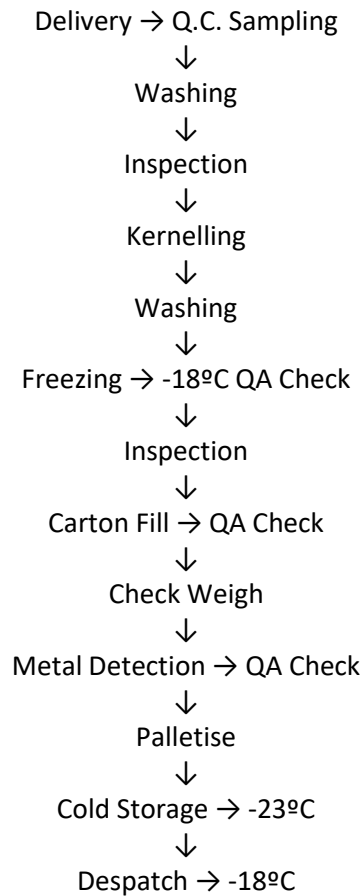 Delivery → Q.C. Sampling
↓
Washing
↓
Inspection
↓
Kernelling
↓
Washing
↓
Freezing → -18ºC QA Check
↓
Inspection
↓
Carton Fill → QA Check
↓
Check Weigh
↓
Metal Detection → QA Check
↓
Palletise
↓
Cold Storage → -23ºC
↓
Despatch → -18ºC